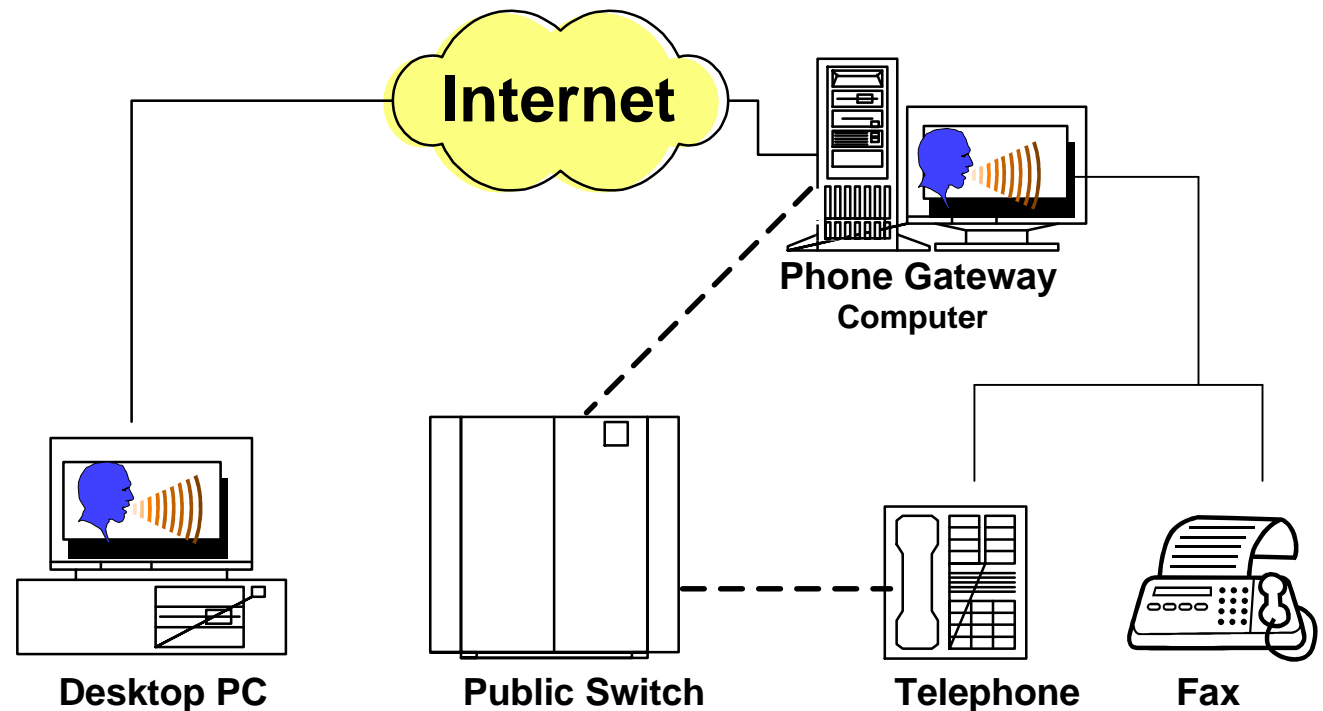 Internet
Phone Gateway
Computer
Desktop PC
Public Switch
Telephone
Fax